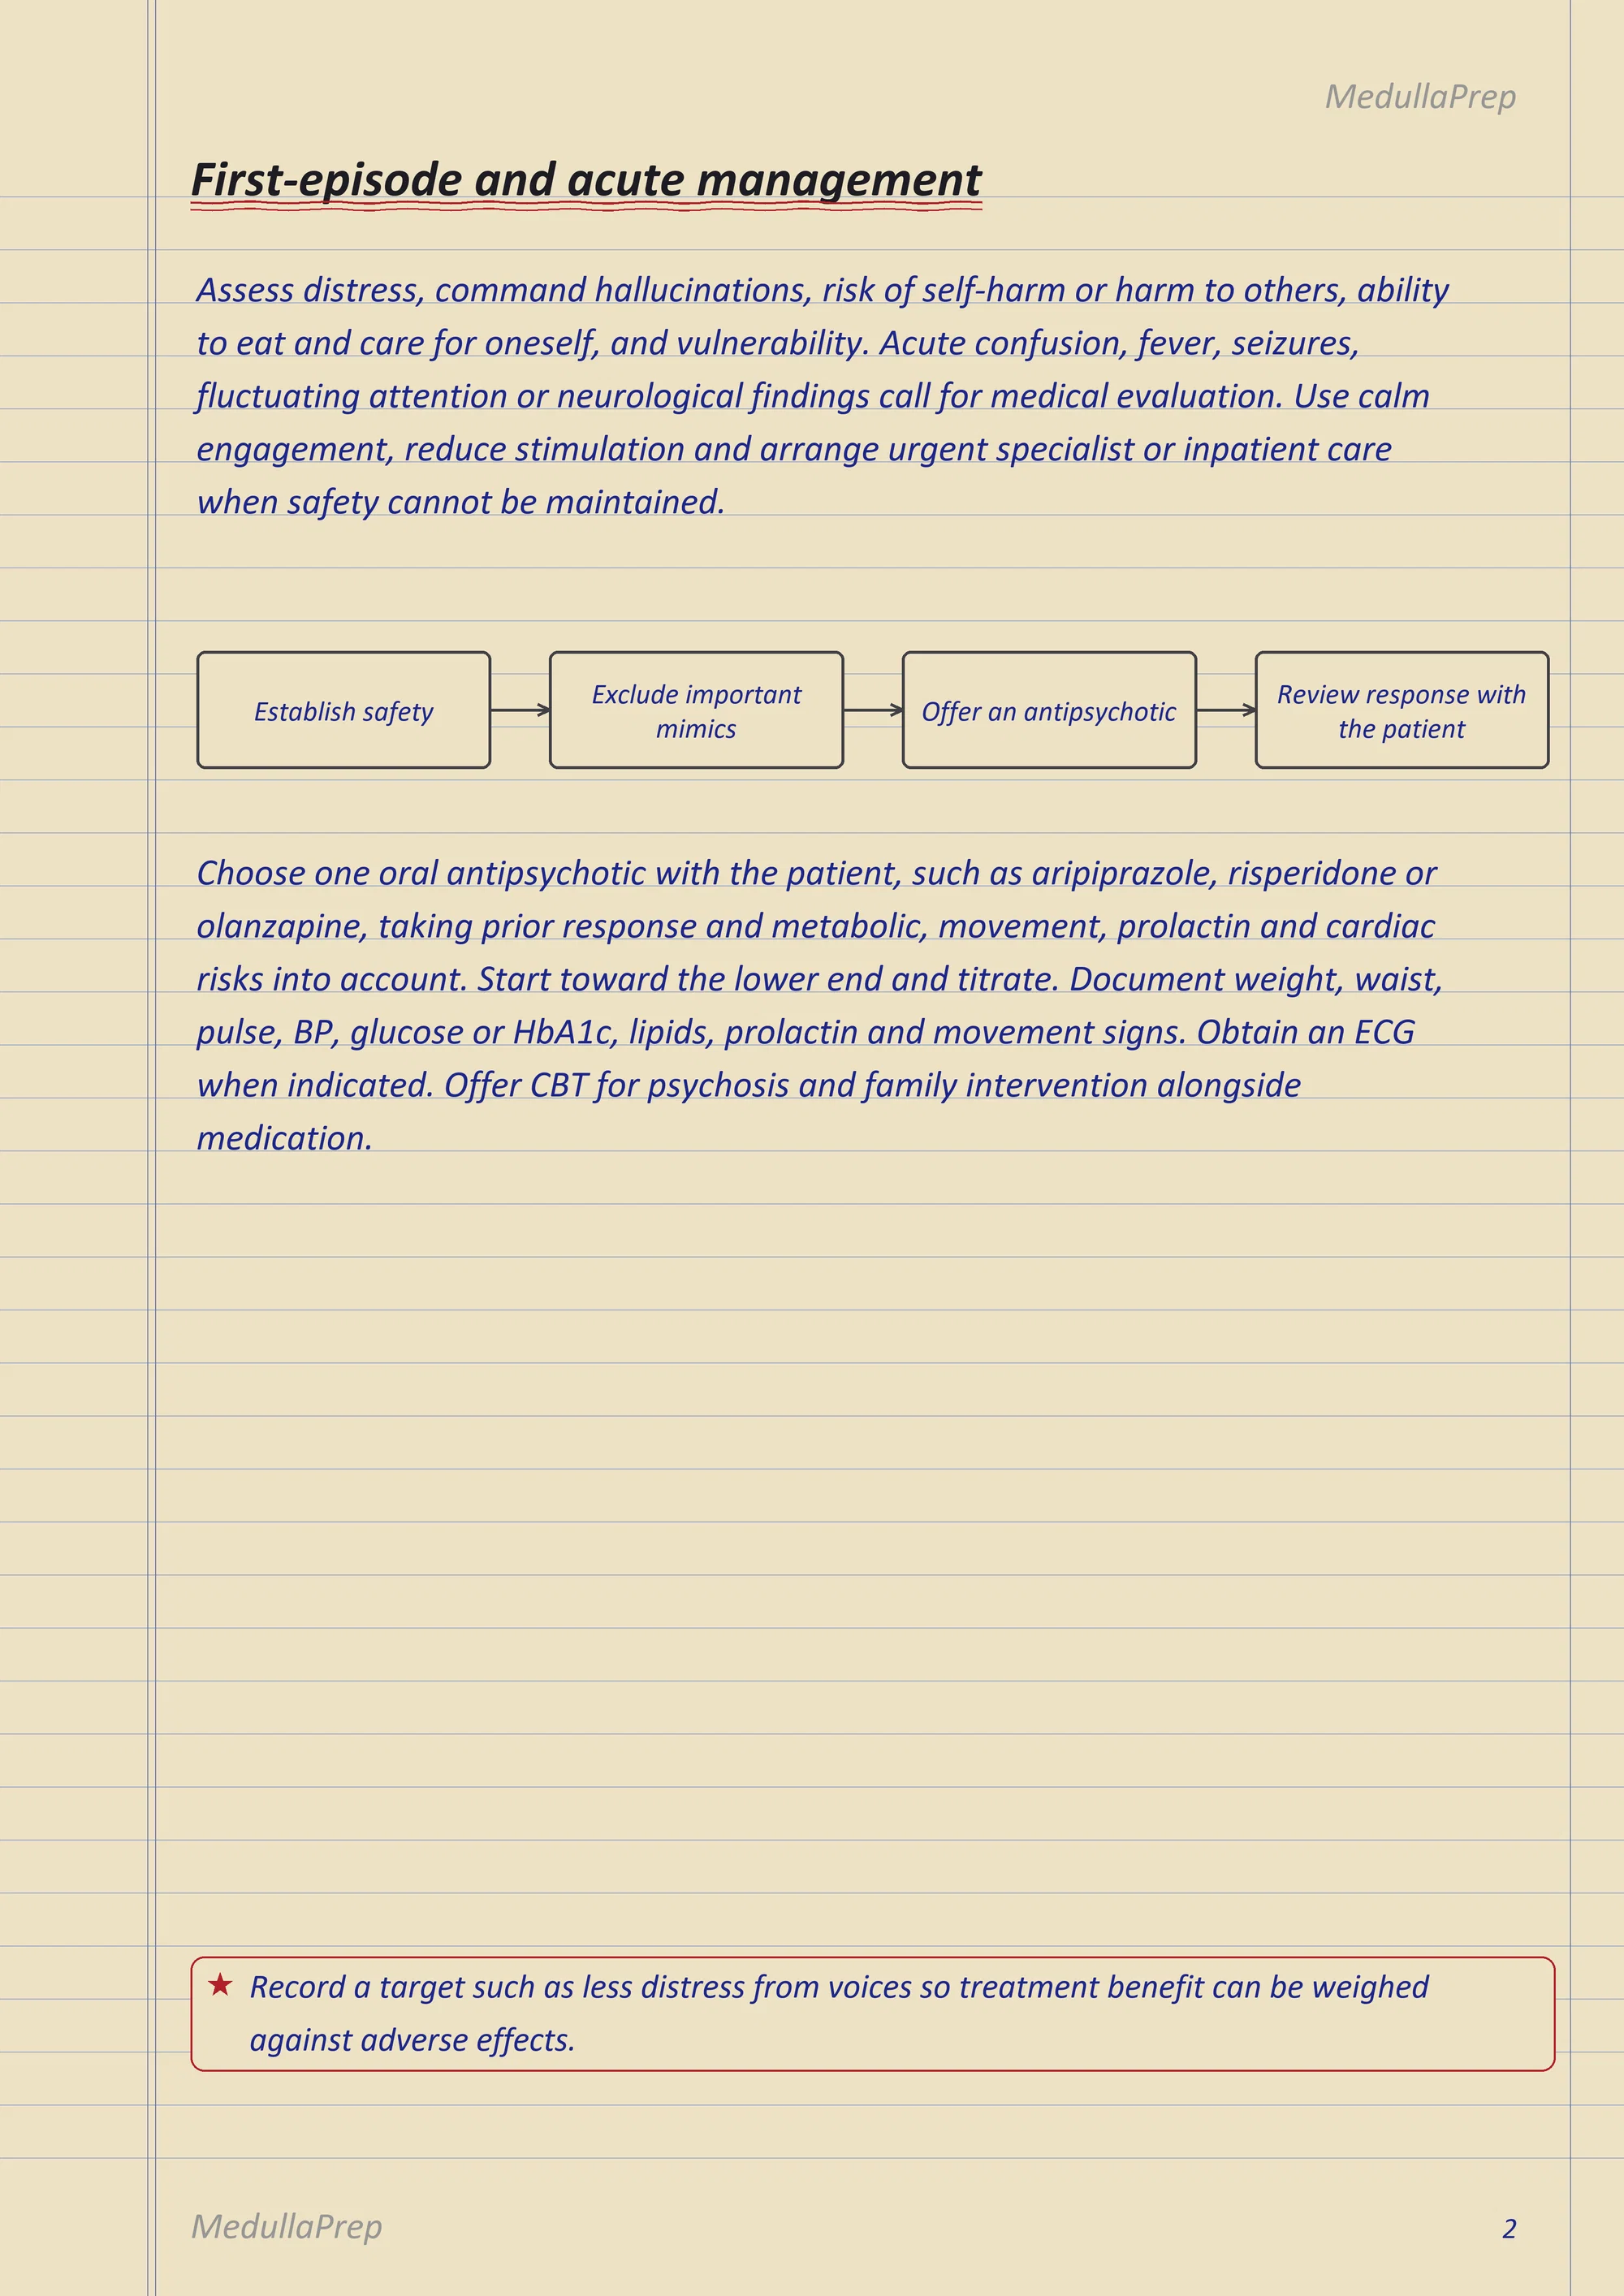 MedullaPrep
First-episode and acute management
Assess distress, command hallucinations, risk of self-harm or harm to others, ability
to eat and care for oneself, and vulnerability. Acute confusion, fever, seizures,
fluctuating attention or neurological findings call for medical evaluation. Use calm
engagement, reduce stimulation and arrange urgent specialist or inpatient care
when safety cannot be maintained.
Establish safety
Exclude important
mimics
Offer an antipsychotic
Review response with
the patient
Choose one oral antipsychotic with the patient, such as aripiprazole, risperidone or
olanzapine, taking prior response and metabolic, movement, prolactin and cardiac
risks into account. Start toward the lower end and titrate. Document weight, waist,
pulse, BP, glucose or HbA1c, lipids, prolactin and movement signs. Obtain an ECG
when indicated. Offer CBT for psychosis and family intervention alongside
medication.
★ Record a target such as less distress from voices so treatment benefit can be weighed
against adverse effects.
MedullaPrep
2